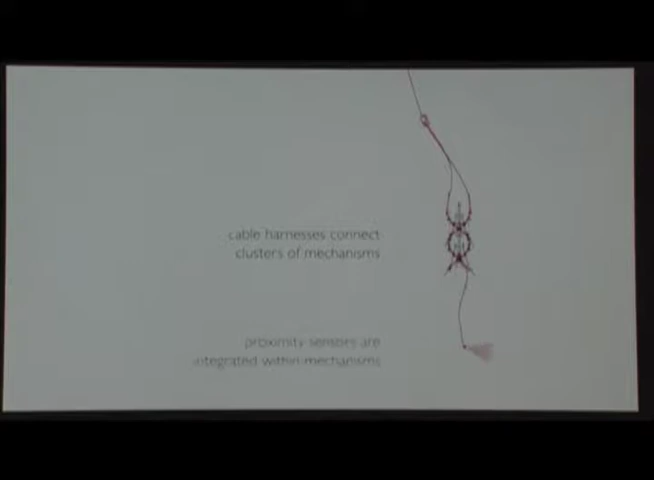 cable harnesses connect
clusters of mechanisms
proximity sensors are
integrated within mechanisms